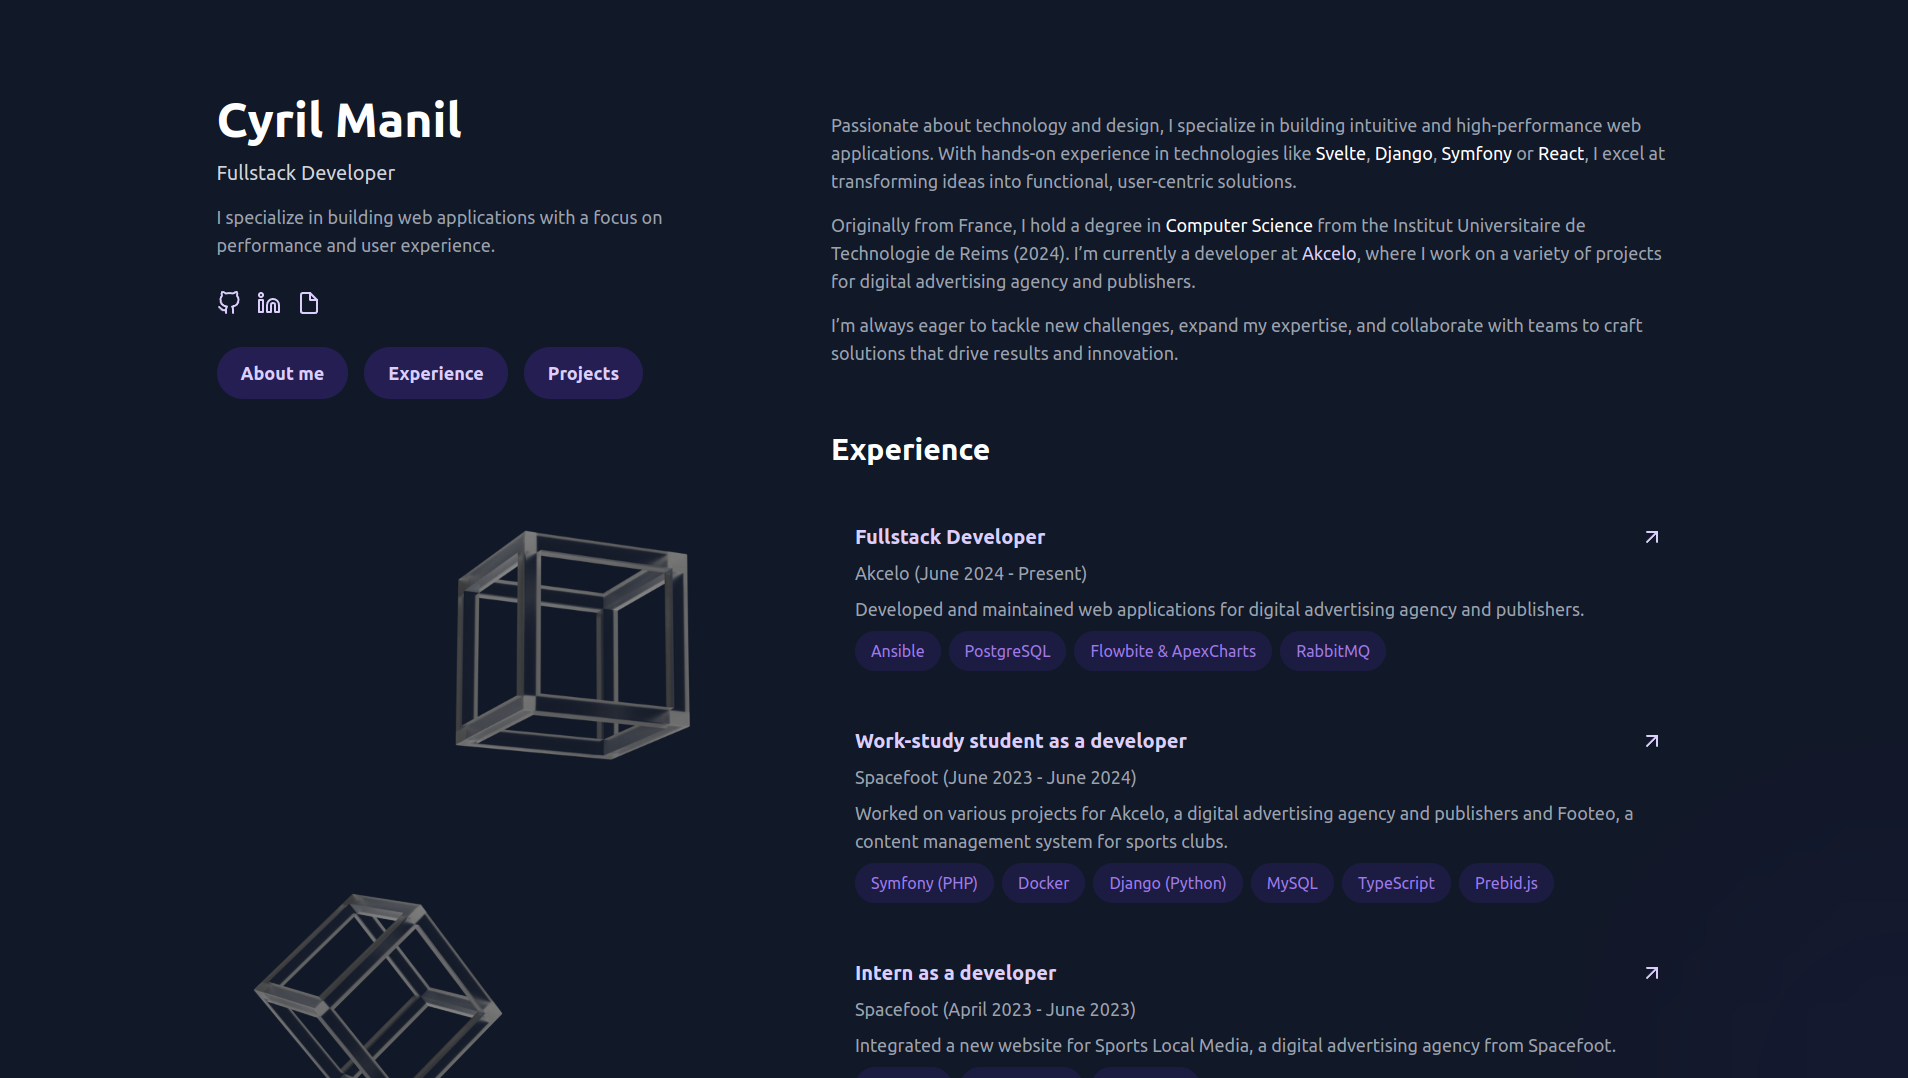 Cyril Manil
Fullstack Developer
I specialize in building web applications with a focus on
performance and user experience.
About me
Experience
Projects
Passionate about technology and design, I specialize in building intuitive and high-performance web
applications. With hands-on experience in technologies like Svelte, Django, Symfony or React, I excel at
transforming ideas into functional, user-centric solutions.
Originally from France, I hold a degree in Computer Science from the Institut Universitaire de
Technologie de Reims (2024). I’m currently a developer at Akcelo, where I work on a variety of projects
for digital advertising agency and publishers.
I’m always eager to tackle new challenges, expand my expertise, and collaborate with teams to craft
solutions that drive results and innovation.
Experience
Fullstack Developer
Akcelo (June 2024 - Present)
Developed and maintained web applications for digital advertising agency and publishers.
Ansible
PostgreSQL
Flowbite & ApexCharts
RabbitMQ
Work-study student as a developer
Spacefoot (June 2023 - June 2024)
Worked on various projects for Akcelo, a digital advertising agency and publishers and Footeo, a
content management system for sports clubs.
Symfony (PHP)
Docker
Django (Python)
MySQL
TypeScript
Prebid.js
Intern as a developer
Spacefoot (April 2023 - June 2023)
Integrated a new website for Sports Local Media, a digital advertising agency from Spacefoot.